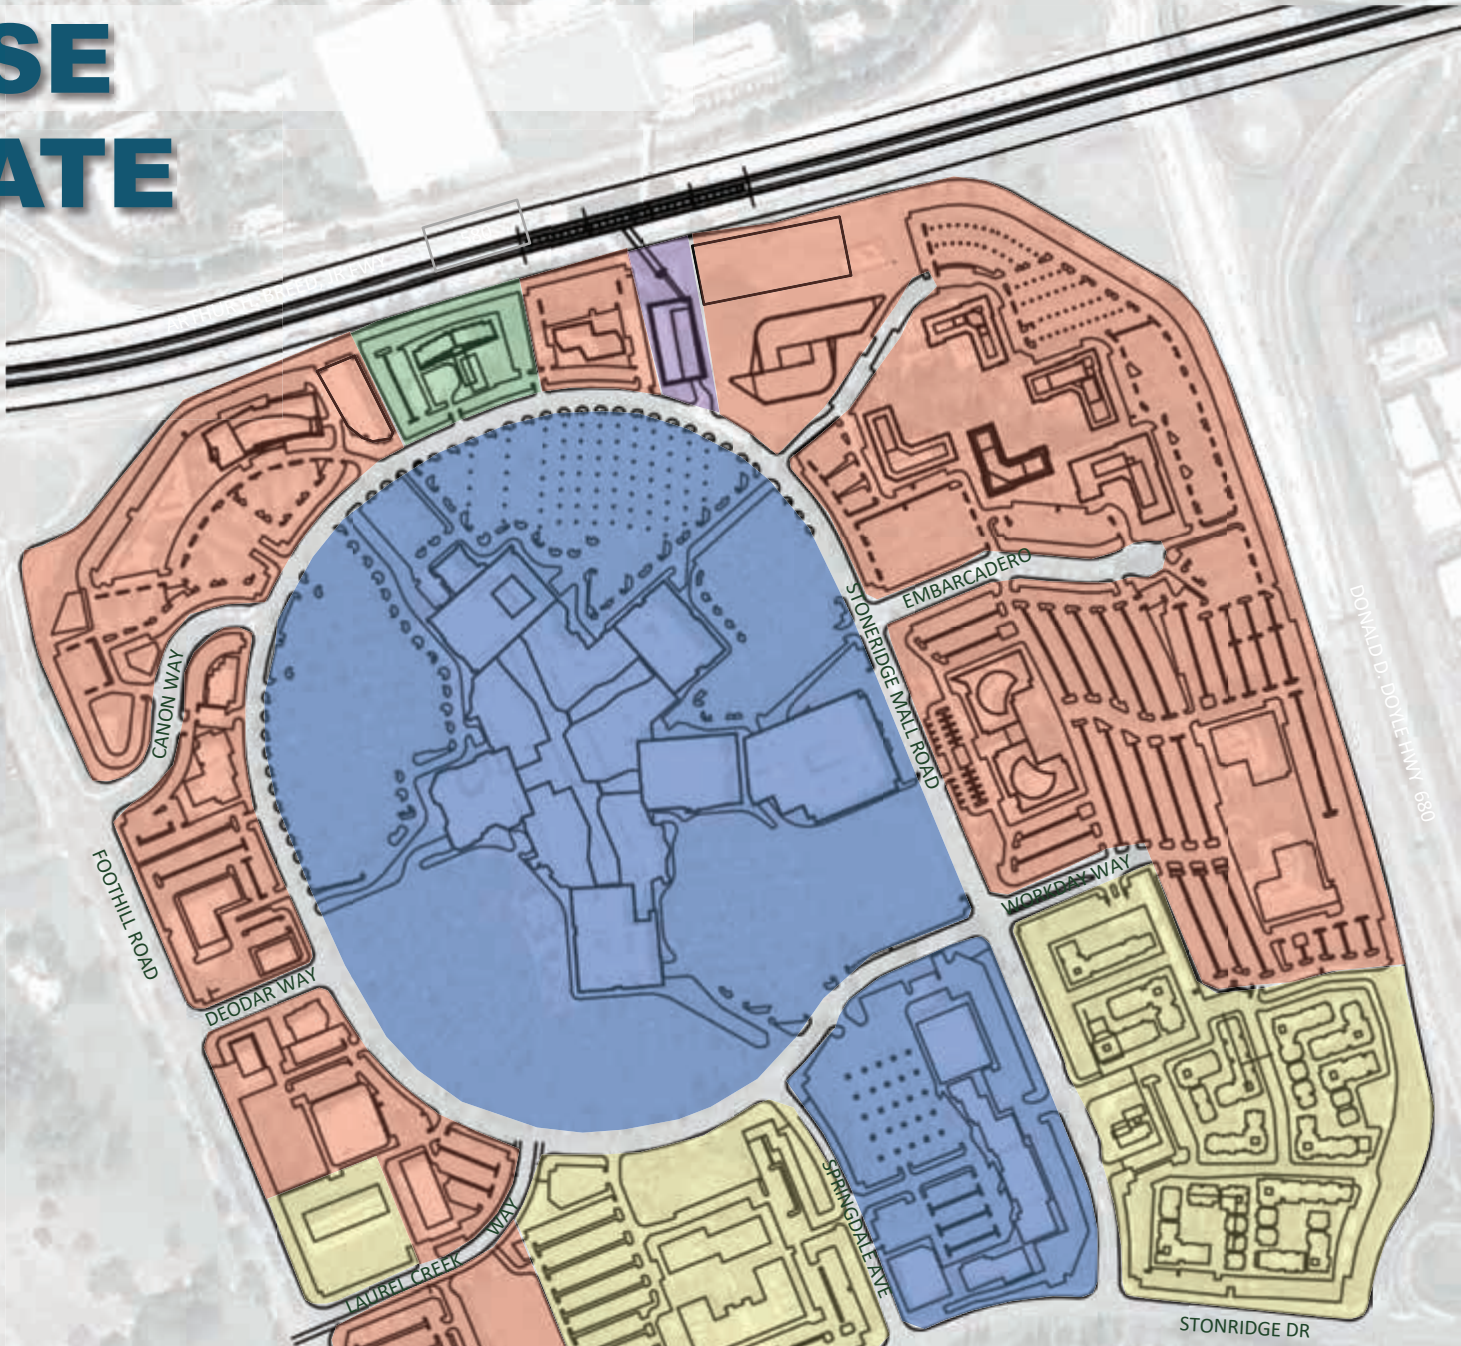 SE
ATE
EMBARCADERO
STONERIDGE MALL ROAD
CANON WAY
DONALD D. DOYLE HWY 680
FOOTHILL ROAD
WORKDAY WAY
DEODAR WAY
SPRINGDALE AVE
LAUREL CREEK WAY
STONRIDGE DR